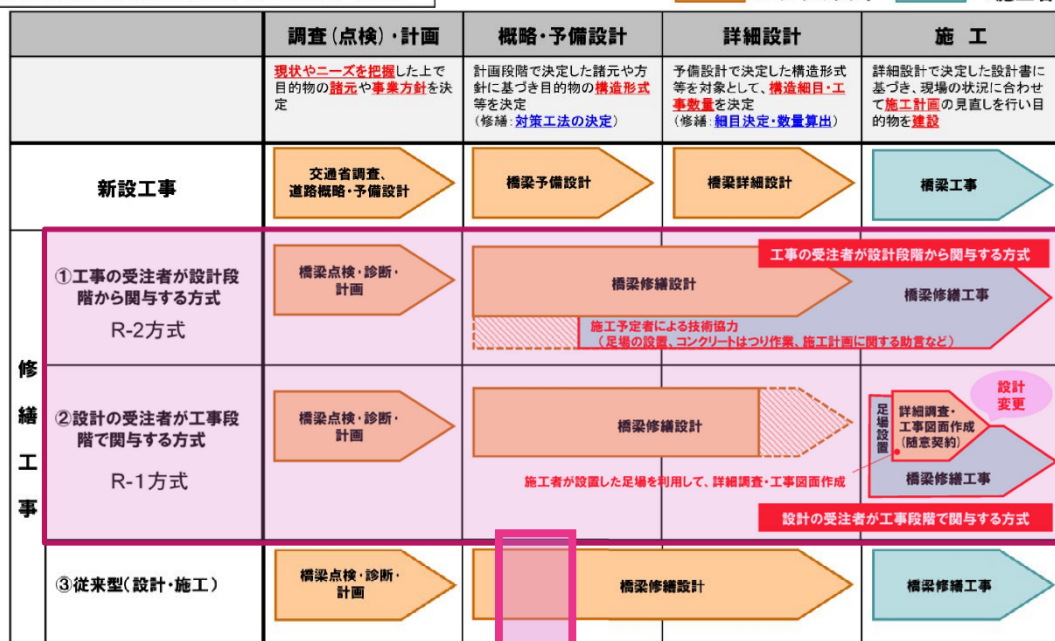 調査(点検)・計画
概略・予備設計
詳細設計
施 工
現状やニーズを把握した上で
目的物の諸元や事業方針を決
定
計画段階で決定した諸元や方
針に基づき目的物の構造形式
等を決定
(修繕:対策工法の決定)
予備設計で決定した構造形式
等を対象として、構造細目・工
事数量を決定
(修繕:細目決定・数量算出)
詳細設計で決定した設計書に
基づき、現場の状況に合わせ
て施工計画の見直しを行い目
的物を建設
新設工事
交通省調査、
道路概略・予備設計
橋梁予備設計
橋梁詳細設計
橋梁工事
修繕工事
①工事の受注者が設計段
階から関与する方式
R-2方式
橋梁点検・診断・
計画
橋梁修繕設計
工事の受注者が設計段階から関与する方式
橋梁修繕工事
施工予定者による技術協力
(足場の設置、コンクリートはつり作業、施工計画に関する助言など)
②設計の受注者が工事段
階で関与する方式
R-1方式
橋梁点検・診断・
計画
橋梁修繕設計
施工者が設置した足場を利用して、詳細調査・工事図面作成
足場設置
詳細調査・
工事図面作成
(随意契約)
設計
変更
橋梁修繕工事
設計の受注者が工事段階で関与する方式
③従来型(設計・施工)
橋梁点検・診断・
計画
橋梁修繕設計
橋梁修繕工事